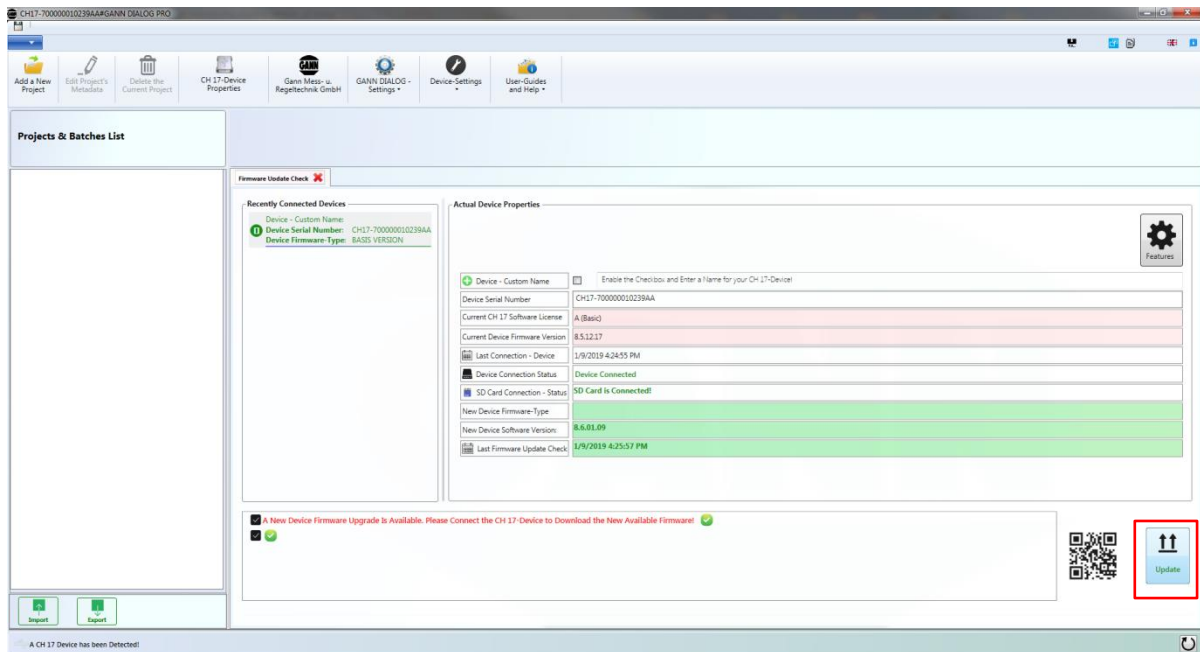 CH17-700000010239AA#GANN DIALOG PRO
Add a New
Project
Edit Project's
Metadata
Delete the
Current Project
CH 17-Device
Properties
GANN
Gann Mess- u.
Regeltechnik GmbH
GANN DIALOG -
Settings
Device-Settings
User-Guides
and Help
Projects & Batches List
Firmware Update Check
Recently Connected Devices
Device - Custom Name:
Device Serial Number: CH17-700000010239AA
Device Firmware-Type: BASIS VERSION
Actual Device Properties
Features
Device - Custom Name
Enable the Checkbox and Enter a Name for your CH 17-Device!
Device Serial Number
CH17-700000010239AA
Current CH 17 Software License
A (Basic)
Current Device Firmware Version
8.5.12.17
Last Connection - Device
1/9/2019 4:24:55 PM
Device Connection Status
Device Connected
SD Card Connection - Status
SD Card is Connected!
New Device Firmware-Type
New Device Software Version:
8.6.01.09
Last Firmware Update Check
1/9/2019 4:25:57 PM
A New Device Firmware Upgrade Is Available. Please Connect the CH 17-Device to Download the New Available Firmware!
Update
Import
Export
A CH 17 Device has been Detected!